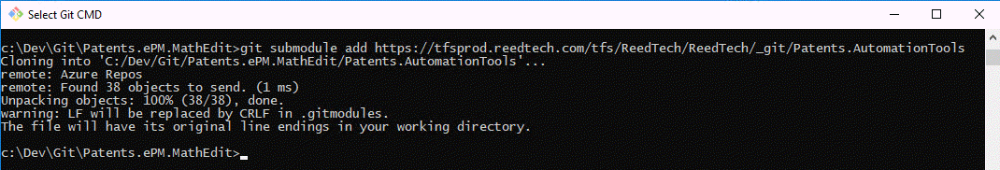 Select Git CMD
c:\Dev\Git\Patents.ePM.MathEdit>git submodule add https://tfsprod.reedtech.com/tfs/ReedTech/ReedTech/_git/Patents.AutomationTools
Cloning into 'C:/Dev/Git/Patents.ePM.MathEdit/Patents.AutomationTools'...
remote: Azure Repos
remote: Found 38 objects to send. (1 ms)
Unpacking objects: 100% (38/38), done.
warning: LF will be replaced by CRLF in .gitmodules.
The file will have its original line endings in your working directory.
c:\Dev\Git\Patents.ePM.MathEdit>